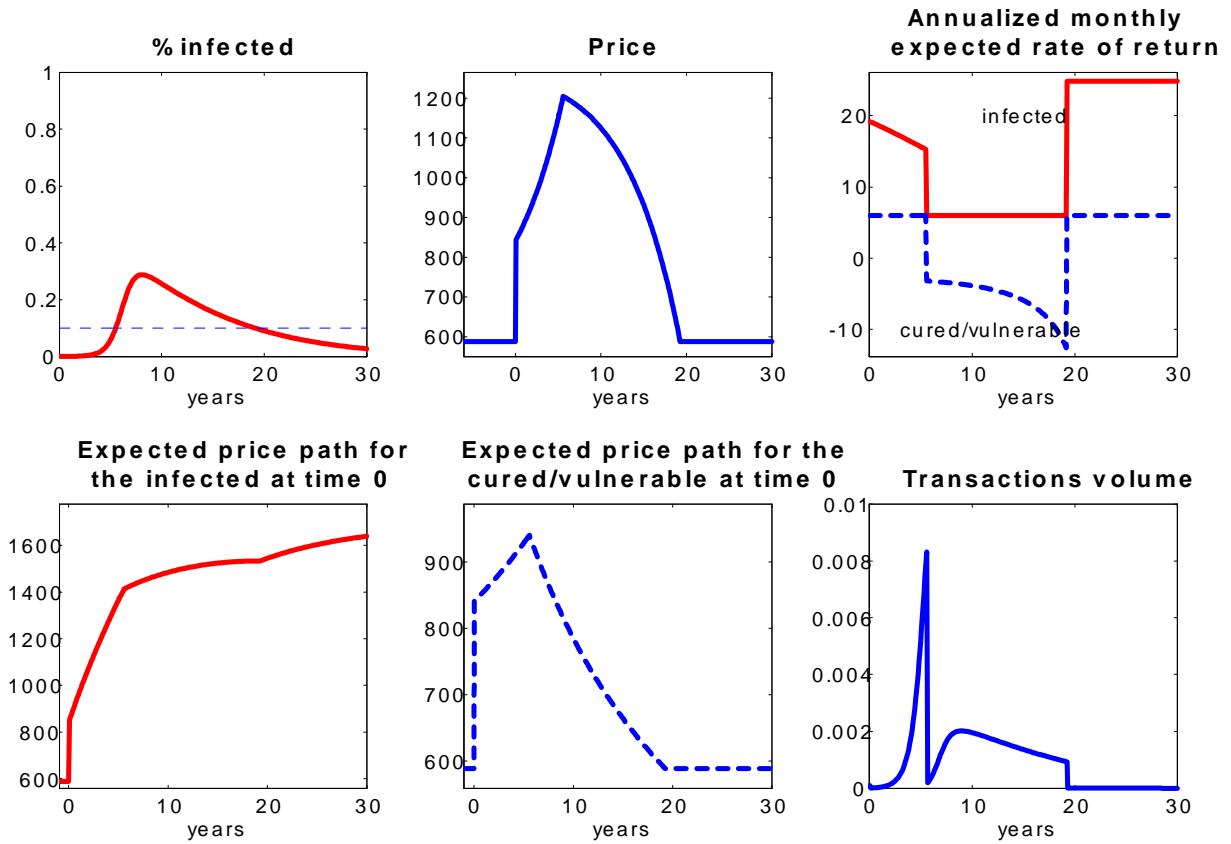 % infected
1
0.8
0.6
0.4
0.2
0
0 10 20 30
years
Price
1200
1100
1000
900
800
700
600
0 10 20 30
years
Annualized monthly
expected rate of return
20
10
0
-10
infected
cured/vulnerable
0 10 20 30
years
Expected price path for
the infected at time 0
1600
1400
1200
1000
800
600
0 10 20 30
years
Expected price path for the
cured/vulnerable at time 0
900
800
700
600
0 10 20 30
years
Transactions volume
0.01
0.008
0.006
0.004
0.002
0
0 10 20 30
years